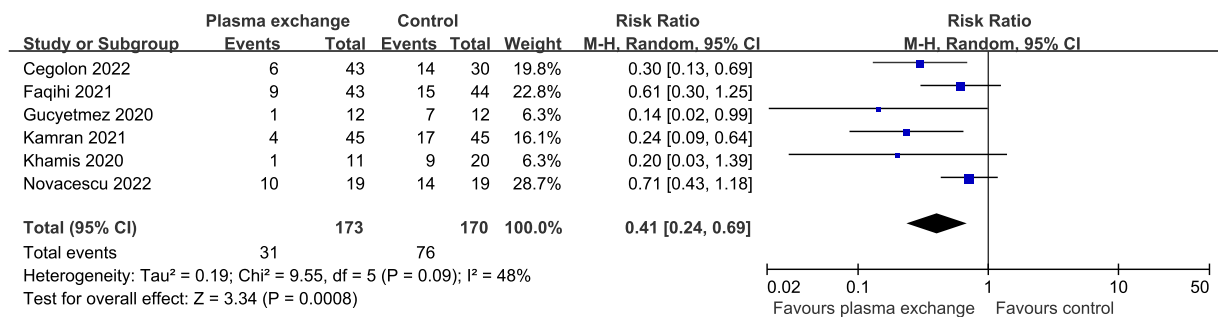 Plasma exchange Control Risk Ratio Risk Ratio
Study or Subgroup Events Total Events Total Weight M-H, Random, 95% CI M-H, Random, 95% CI
Cegolon 2022 6 43 14 30 19.8% 0.30 [0.13, 0.69]
Faqihi 2021 9 43 15 44 22.8% 0.61 [0.30, 1.25]
Gucyetmez 2020 1 12 7 12 6.3% 0.14 [0.02, 0.99]
Kamran 2021 4 45 17 45 16.1% 0.24 [0.09, 0.64]
Khamis 2020 1 11 9 20 6.3% 0.20 [0.03, 1.39]
Novacescu 2022 10 19 14 19 28.7% 0.71 [0.43, 1.18]
Total (95% CI) 173 170 100.0% 0.41 [0.24, 0.69]
Total events 31 76
Heterogeneity: Tau² = 0.19; Chi² = 9.55, df = 5 (P = 0.09); I² = 48%
Test for overall effect: Z = 3.34 (P = 0.0008)
0.02 0.1 1 10 50
Favours plasma exchange Favours control